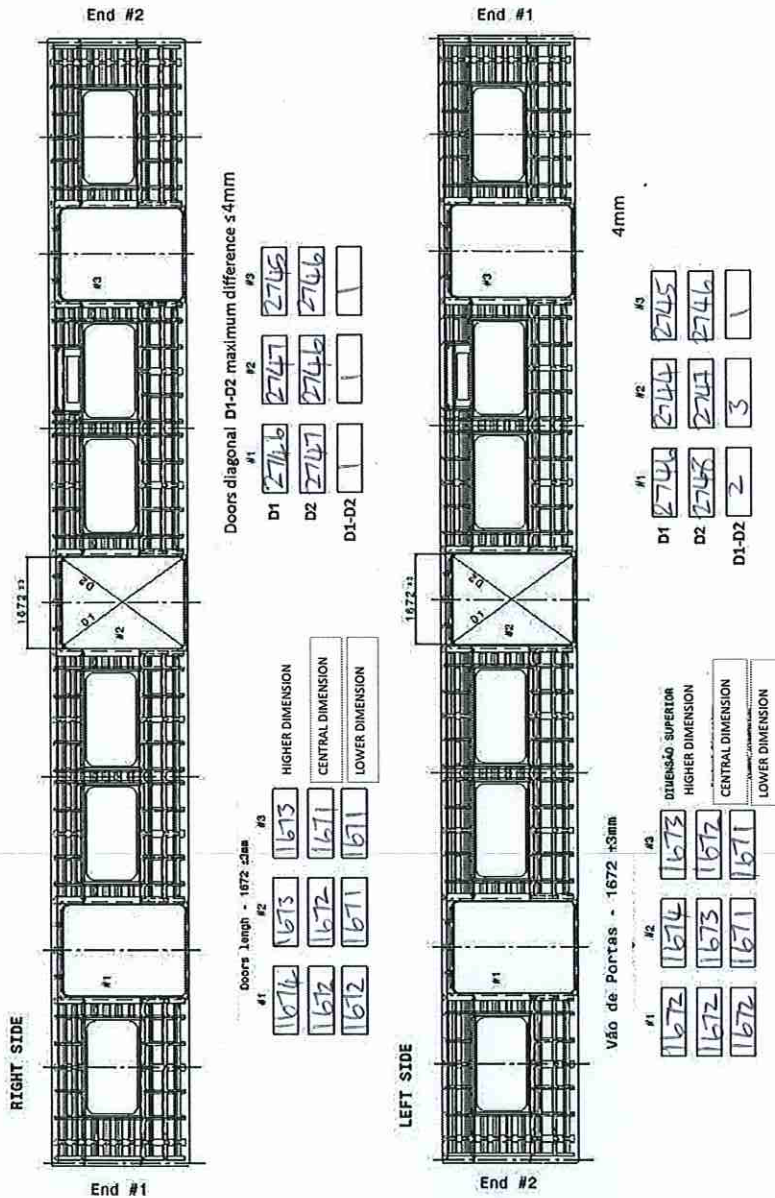 RIGHT SIDE
End #1
End #2
1672 ±3
#1
#2
#3
D1
D2
Doors lengh - 1672 ±3mm
#1 #2 #3
1674 1673 1673 HIGHER DIMENSION
1672 1672 1671 CENTRAL DIMENSION
1672 1671 1671 LOWER DIMENSION
Doors diagonal D1-D2 maximum difference ≤4mm
#1 #2 #3
D1 2746 2747 2745
D2 2747 2746 2746
D1-D2 1 1 1
LEFT SIDE
End #2
End #1
1672 ±3
#1
#2
#3
D1
D2
Vão de Portas - 1672 ±3mm
#1 #2 #3
DIMENSÃO SUPERIOR
1672 1674 1673 HIGHER DIMENSION
1672 1673 1672 CENTRAL DIMENSION
1672 1671 1671 LOWER DIMENSION
4mm
#1 #2 #3
D1 2746 2744 2745
D2 2748 2747 2746
D1-D2 2 3 1